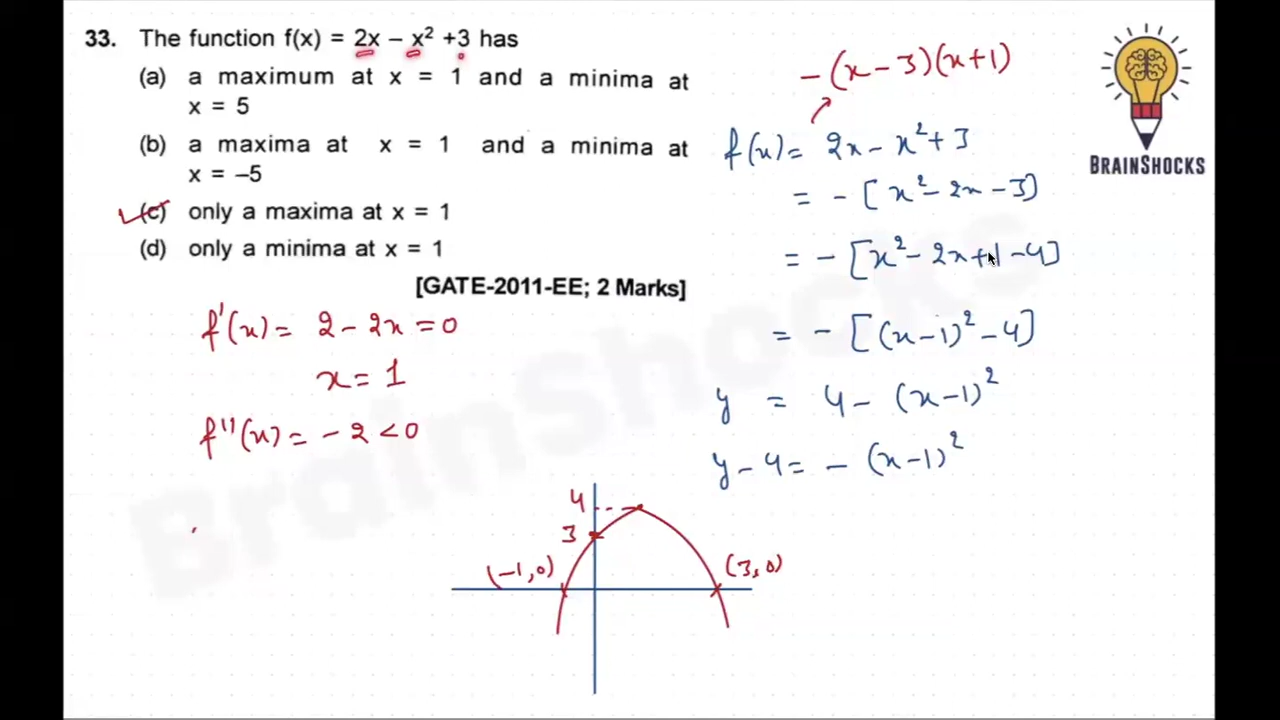 33. The function f(x) = 2x – x² +3 has
(a) a maximum at x = 1 and a minima at
x = 5
(b) a maxima at x = 1 and a minima at
x = –5
(c) only a maxima at x = 1
(d) only a minima at x = 1
[GATE-2011-EE; 2 Marks]
f'(x) = 2 - 2x = 0
x = 1
f''(x) = - 2 < 0
- (x - 3)(x + 1)
f(x) = 2x - x² + 3
= - [x² - 2x - 3]
= - [x² - 2x + 1 - 4]
= - [(x - 1)² - 4]
y = 4 - (x - 1)²
y - 4 = - (x - 1)²
4
3
(-1, 0)
(3, 0)
BRAINSHOCKS
BrainShocks